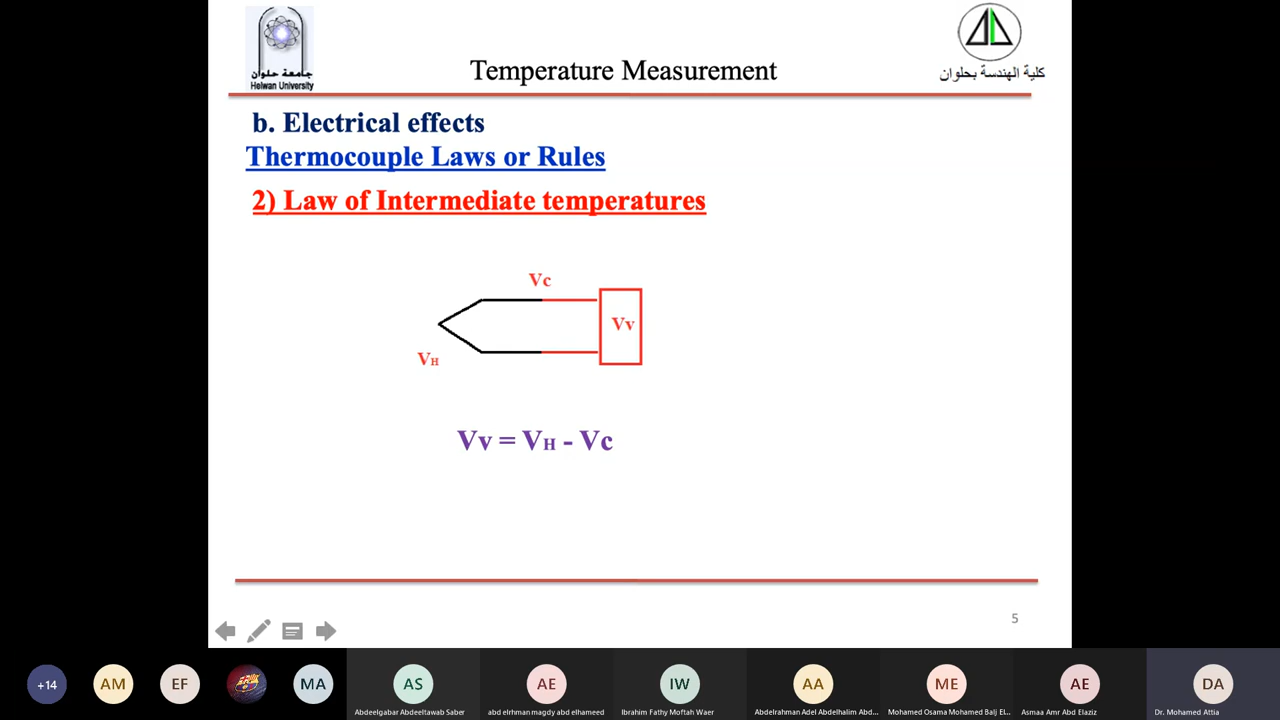 جامعة حلوان
Helwan University
Temperature Measurement
كلية الهندسة بحلوان
b. Electrical effects
Thermocouple Laws or Rules
2) Law of Intermediate temperatures
Vc
Vv
VH
Vv = VH - Vc
5
+14
AM
EF
MA
AS
AE
IW
AA
ME
AE
DA
Abdeelgabar Abdeeltawab Saber
abd elrhman magdy abd elhameed
Ibrahim Fathy Moftah Waer
Abdelrahman Adel Abdelhalim Abd...
Mohamed Osama Mohamed Balj El...
Asmaa Amr Abd Elaziz
Dr. Mohamed Attia